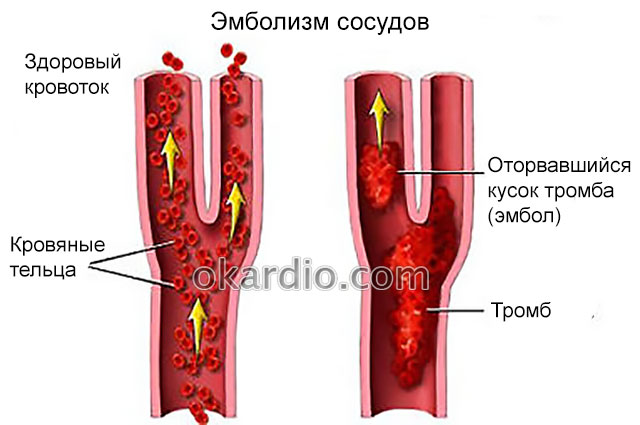 Эмболизм сосудов
Здоровый
кровоток
Оторвавшийся
кусок тромба
(эмбол)
Кровяные
тельца
okardio.com
Тромб